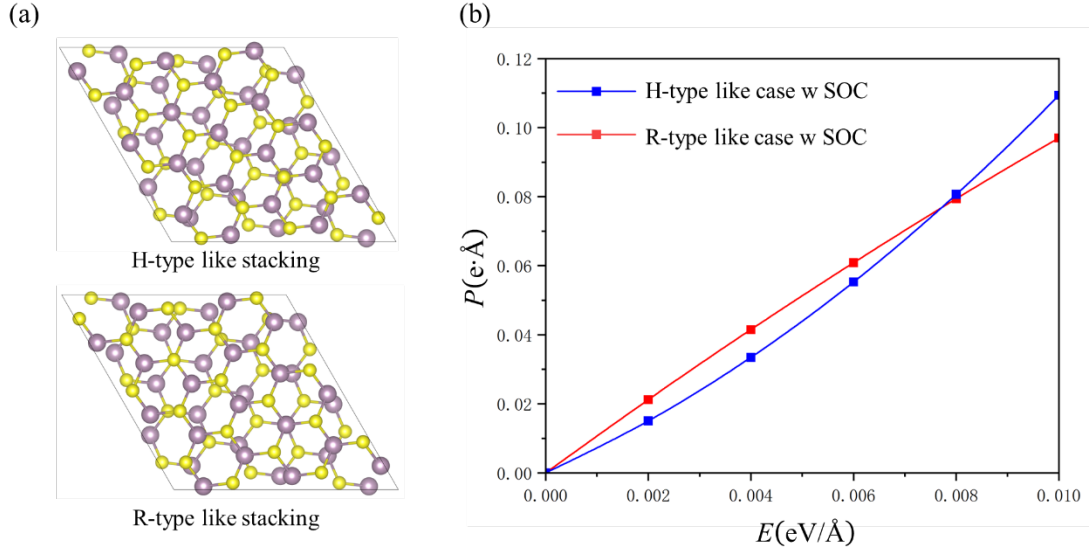 (a)
H-type like stacking
R-type like stacking
(b)
P(e·Å)
0.12
0.10
0.08
0.06
0.04
0.02
0.00
H-type like case w SOC
R-type like case w SOC
0.000 0.002 0.004 0.006 0.008 0.010
E(eV/Å)